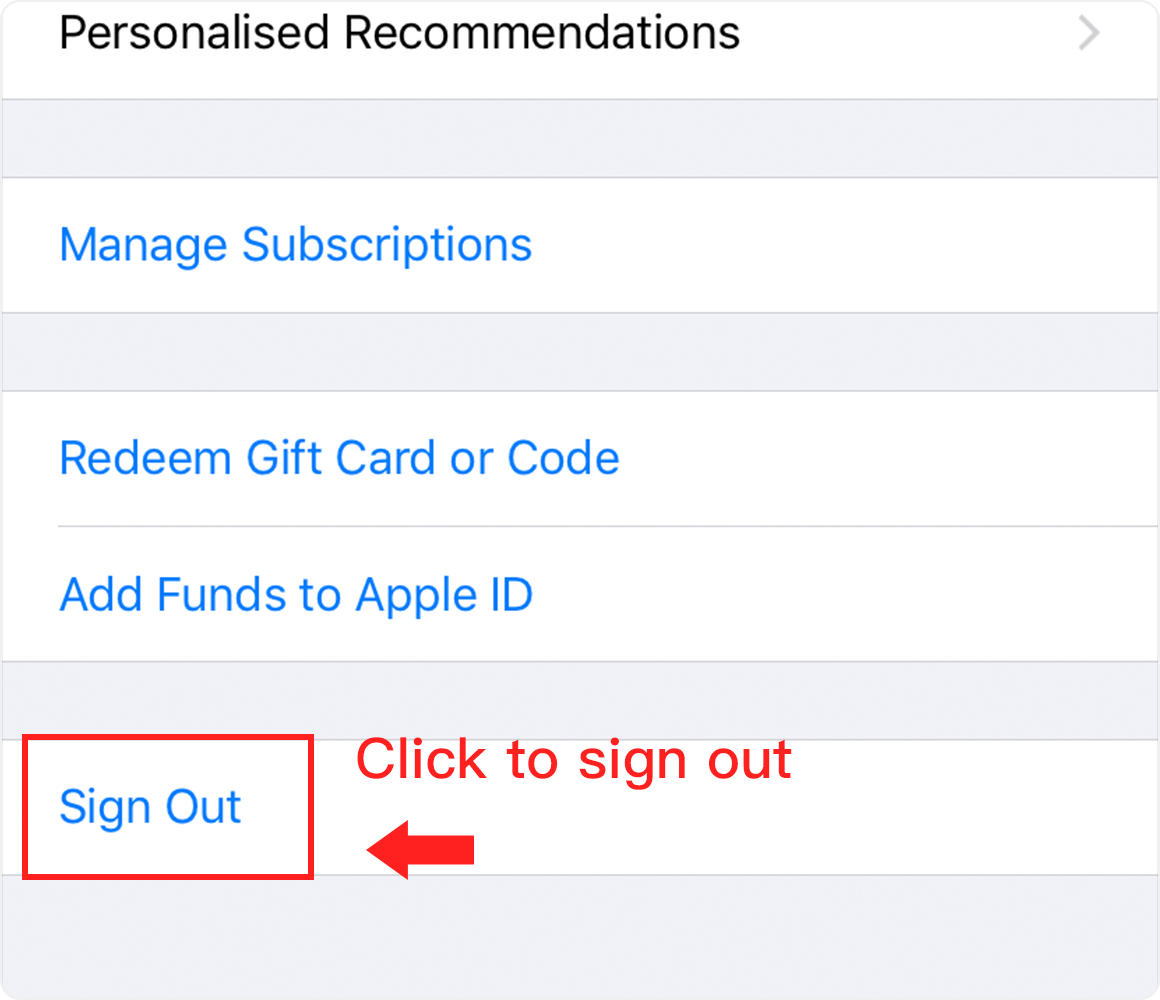 Personalised Recommendations
Manage Subscriptions
Redeem Gift Card or Code
Add Funds to Apple ID
Click to sign out
Sign Out